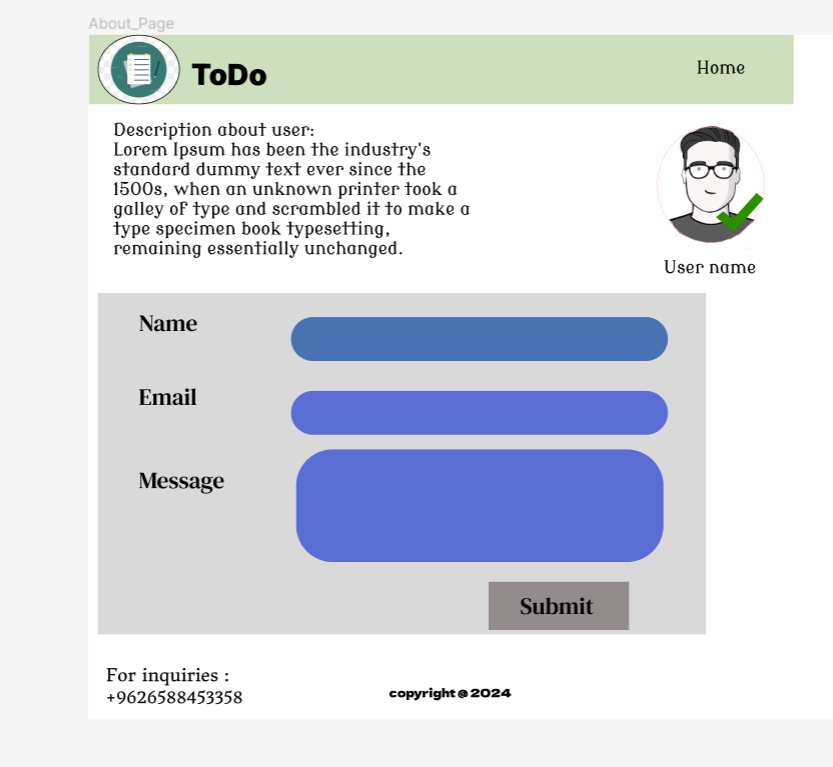 About_Page
ToDo
Home
Description about user:
Lorem Ipsum has been the industry's
standard dummy text ever since the
1500s, when an unknown printer took a
galley of type and scrambled it to make a
type specimen book typesetting,
remaining essentially unchanged.
User name
Name
Email
Message
Submit
For inquiries :
+9626588453358
copyright@2024